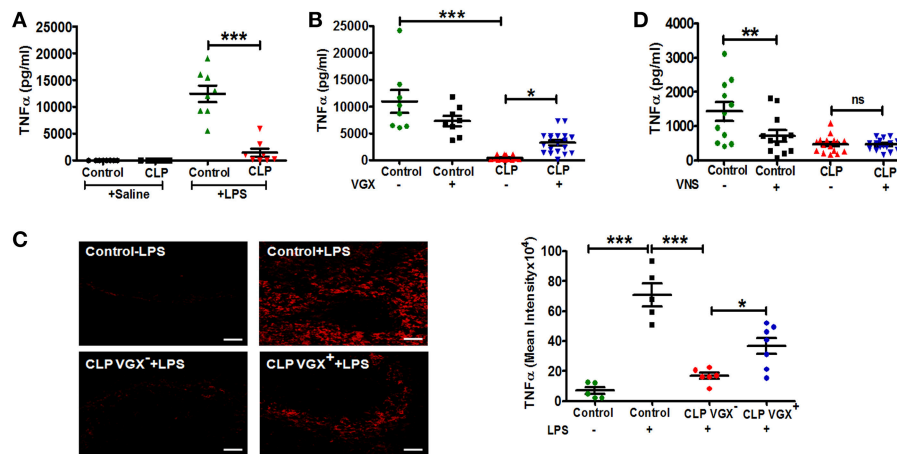 A
TNFα (pg/ml)
25000
20000
15000
10000
5000
0
***
Control CLP Control CLP
+Saline +LPS
B
TNFα (pg/ml)
25000
20000
15000
10000
5000
0
***
*
Control Control CLP CLP
VGX - + - +
D
TNFα (pg/ml)
4000
3000
2000
1000
0
**
ns
Control Control CLP CLP
VNS - + - +
C
Control-LPS
Control+LPS
CLP VGX⁻+LPS
CLP VGX⁺+LPS
TNFα (Mean Intensityx10⁴)
100
80
60
40
20
0
*** ***
*
Control Control CLP VGX⁻ CLP VGX⁺
LPS - + + +